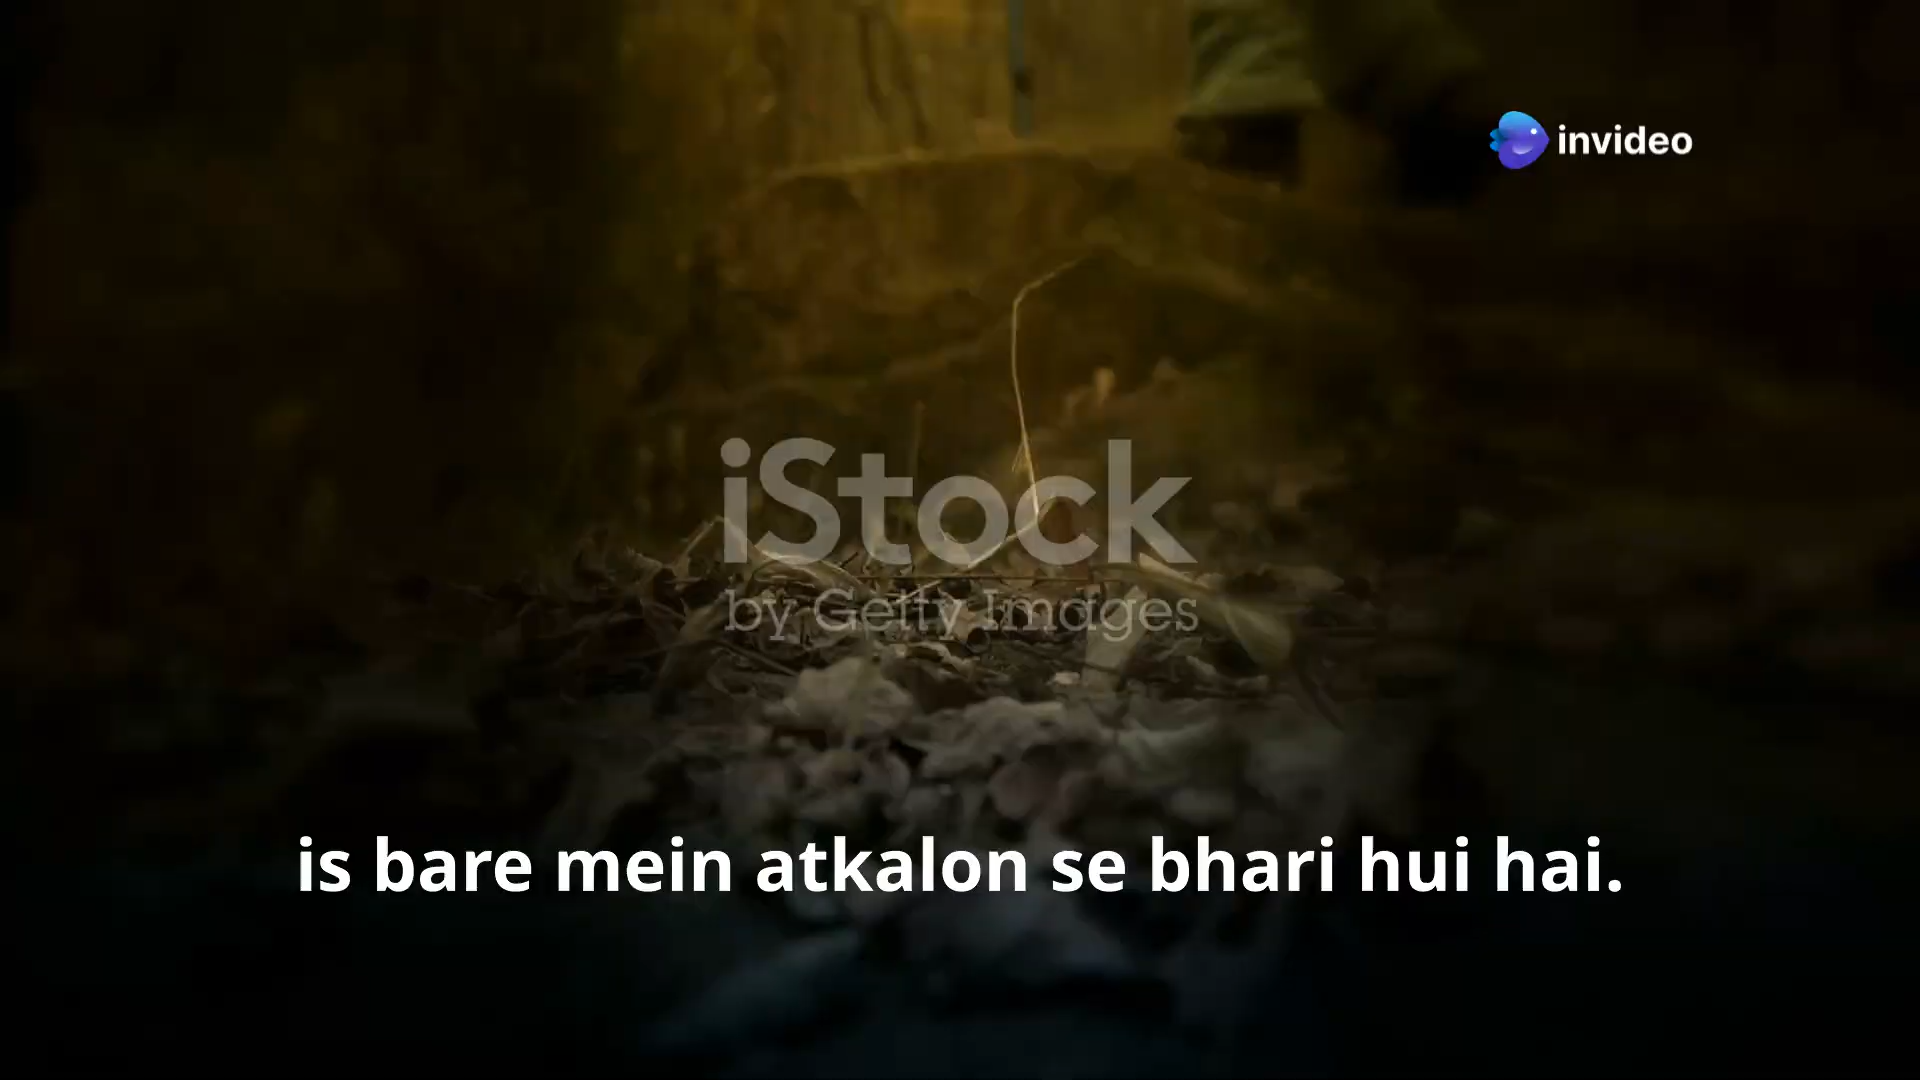 invideo
iStock
by Getty Images
is bare mein atkalon se bhari hui hai.